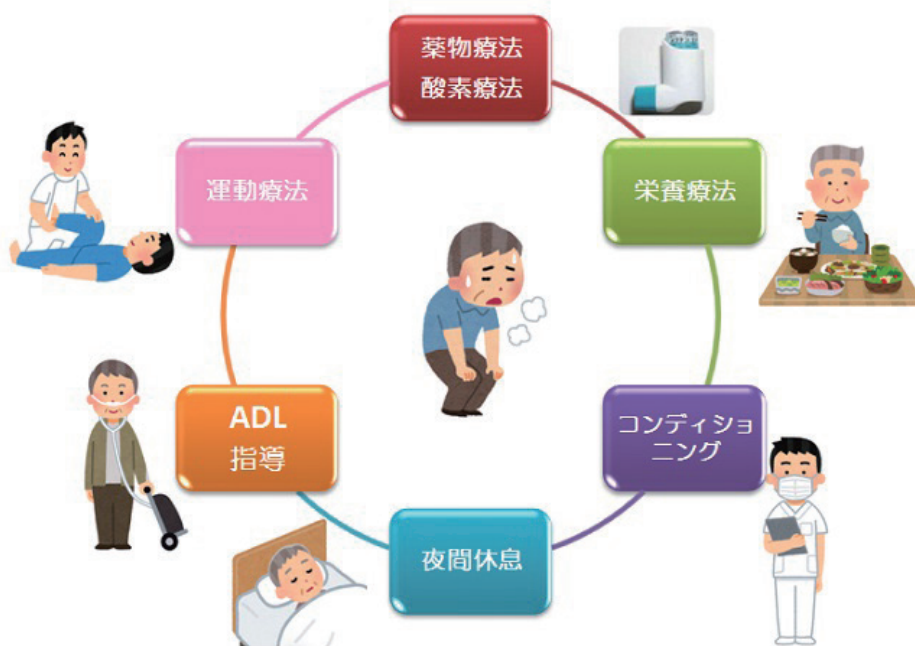 薬物療法
酸素療法
運動療法
栄養療法
ADL
指導
コンディショ
ニング
夜間休息